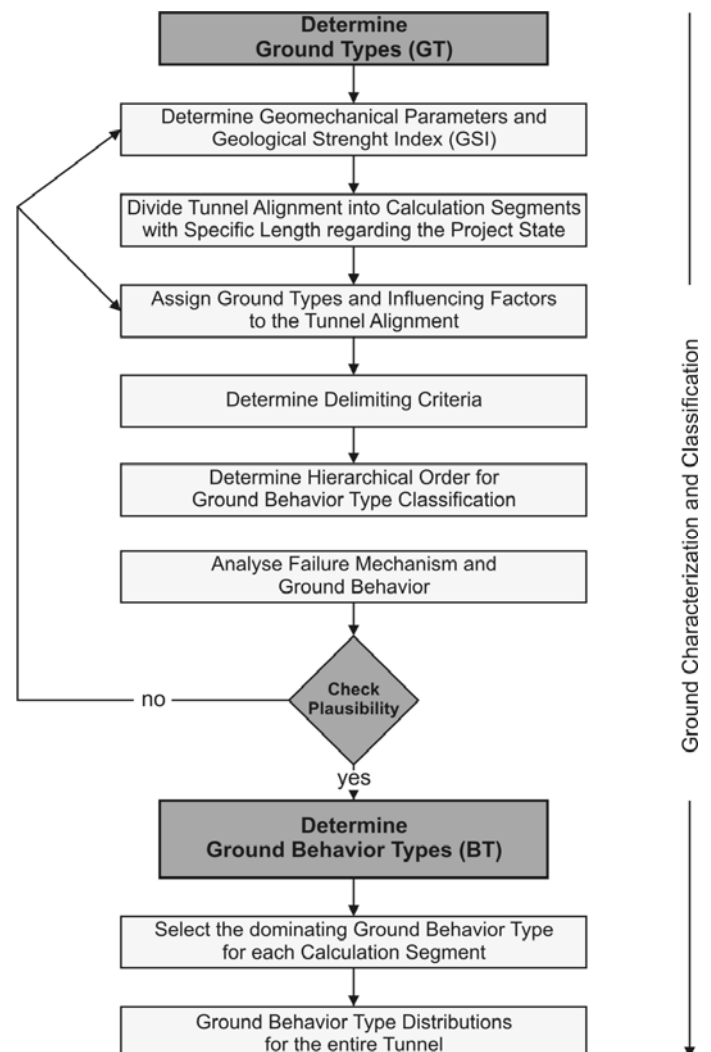 Determine
Ground Types (GT)
Determine Geomechanical Parameters and
Geological Strenght Index (GSI)
Divide Tunnel Alignment into Calculation Segments
with Specific Length regarding the Project State
Assign Ground Types and Influencing Factors
to the Tunnel Alignment
Determine Delimiting Criteria
Determine Hierarchical Order for
Ground Behavior Type Classification
Analyse Failure Mechanism and
Ground Behavior
Check
Plausibility
no
yes
Determine
Ground Behavior Types (BT)
Select the dominating Ground Behavior Type
for each Calculation Segment
Ground Behavior Type Distributions
for the entire Tunnel
Ground Characterization and Classification